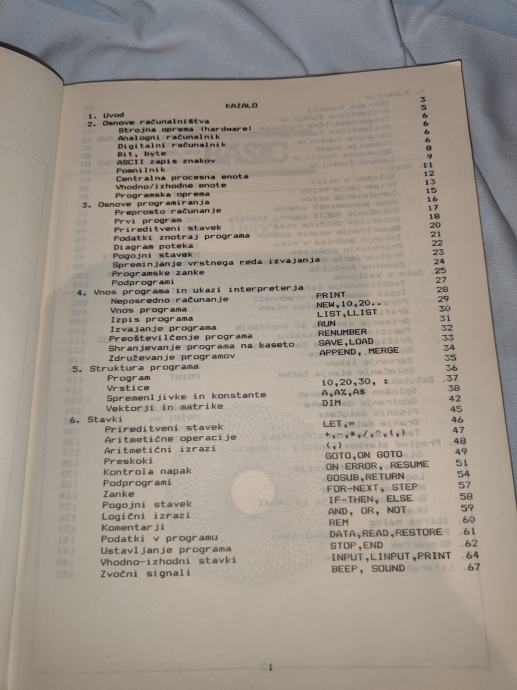 KAZALO
1. Uvod 3
2. Osnove računalništva 5
Strojna oprema (hardware) 6
Analogni računalnik 6
Digitalni računalnik 6
Bit, byte 6
ASCII zapis znakov 8
Pomnilnik 9
Centralna procesna enota 11
Vhodno/izhodne enote 12
Programska oprema 13
3. Osnove programiranja 15
Preprosto računanje 16
Prvi program 17
Prireditveni stavek 18
Podatki znotraj programa 20
Diagram poteka 21
Pogojni stavek 22
Spreminjanje vrstnega reda izvajanja 23
Programske zanke 24
Podprogrami 25
4. Vnos programa in ukazi interpreterja 27
Neposredno računanje PRINT 28
Vnos programa NEW,10,20.. 29
Izpis programa LIST,LLIST 30
Izvajanje programa RUN 31
Preoštevilčenje programa RENUMBER 32
Shranjevanje programa na kaseto SAVE,LOAD 33
Združevanje programov APPEND, MERGE 34
5. Struktura programa 35
Program 36
Vrstice 10,20,30, : 37
Spremenljivke in konstante A,A%,A$ 38
Vektorji in matrike DIM 42
6. Stavki 45
Prireditveni stavek LET,= 46
Aritmetične operacije +,-,*,/,^,(,) 47
Aritmetični izrazi (,) 48
Preskoki GOTO,ON GOTO 49
Kontrola napak ON ERROR, RESUME 51
Podprogrami GOSUB,RETURN 54
Zanke FOR-NEXT, STEP 57
Pogojni stavek IF-THEN, ELSE 58
Logični izrazi AND, OR, NOT 59
Komentarji REM 60
Podatki v programu DATA,READ,RESTORE 61
Ustavljanje programa STOP,END 62
Vhodno-izhodni stavki INPUT,LINPUT,PRINT 64
Zvočni signali BEEP, SOUND 67
1